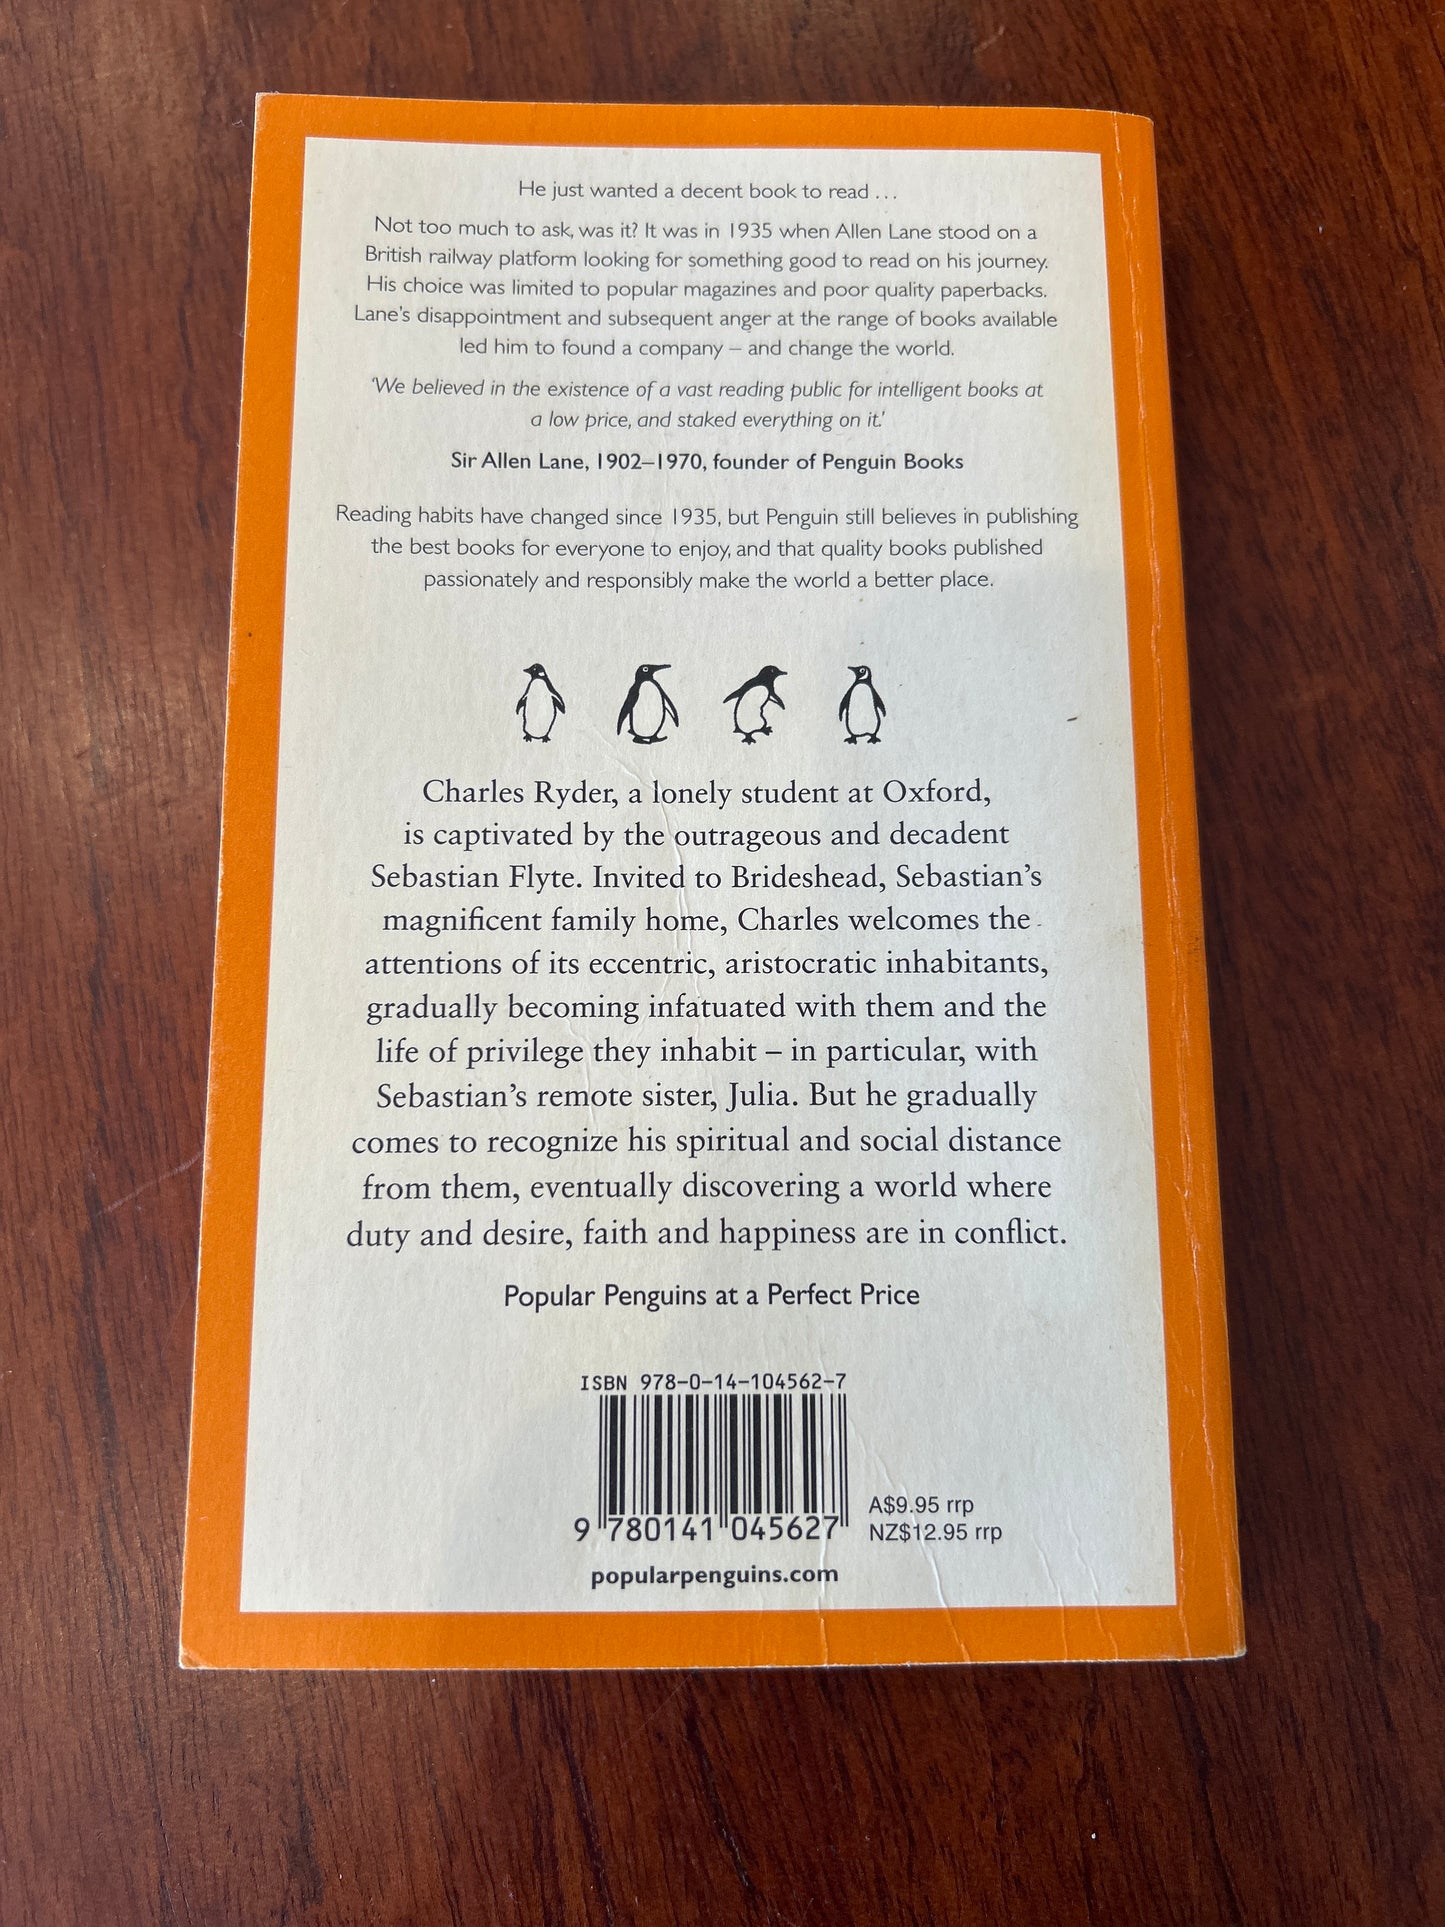 He just wanted a decent book to read ...
Not too much to ask, was it? It was in 1935 when Allen Lane stood on a
British railway platform looking for something good to read on his journey.
His choice was limited to popular magazines and poor quality paperbacks.
Lane's disappointment and subsequent anger at the range of books available
led him to found a company – and change the world.
'We believed in the existence of a vast reading public for intelligent books at
a low price, and staked everything on it.'
Sir Allen Lane, 1902–1970, founder of Penguin Books
Reading habits have changed since 1935, but Penguin still believes in publishing
the best books for everyone to enjoy, and that quality books published
passionately and responsibly make the world a better place.
Charles Ryder, a lonely student at Oxford,
is captivated by the outrageous and decadent
Sebastian Flyte. Invited to Brideshead, Sebastian's
magnificent family home, Charles welcomes the
attentions of its eccentric, aristocratic inhabitants,
gradually becoming infatuated with them and the
life of privilege they inhabit – in particular, with
Sebastian's remote sister, Julia. But he gradually
comes to recognize his spiritual and social distance
from them, eventually discovering a world where
duty and desire, faith and happiness are in conflict.
Popular Penguins at a Perfect Price
ISBN 978-0-14-104562-7
9 780141 045627
A$9.95 rrp
NZ$12.95 rrp
popularpenguins.com